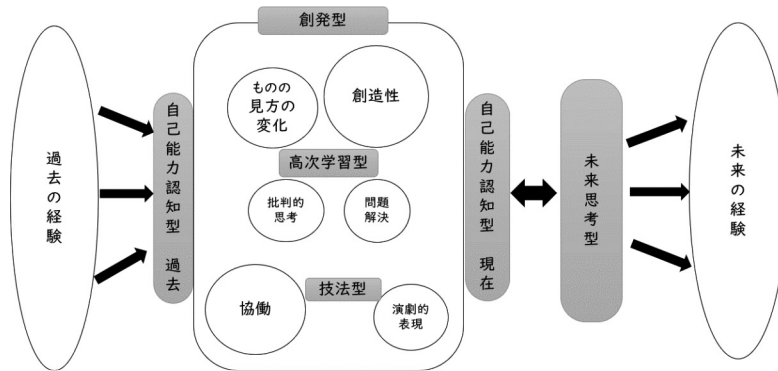 過去の経験
自己能力認知型 過去
創発型
ものの
見方の
変化
創造性
高次学習型
批判的
思考
問題
解決
技法型
協働
演劇的
表現
自己能力認知型 現在
未来思考型
未来の経験